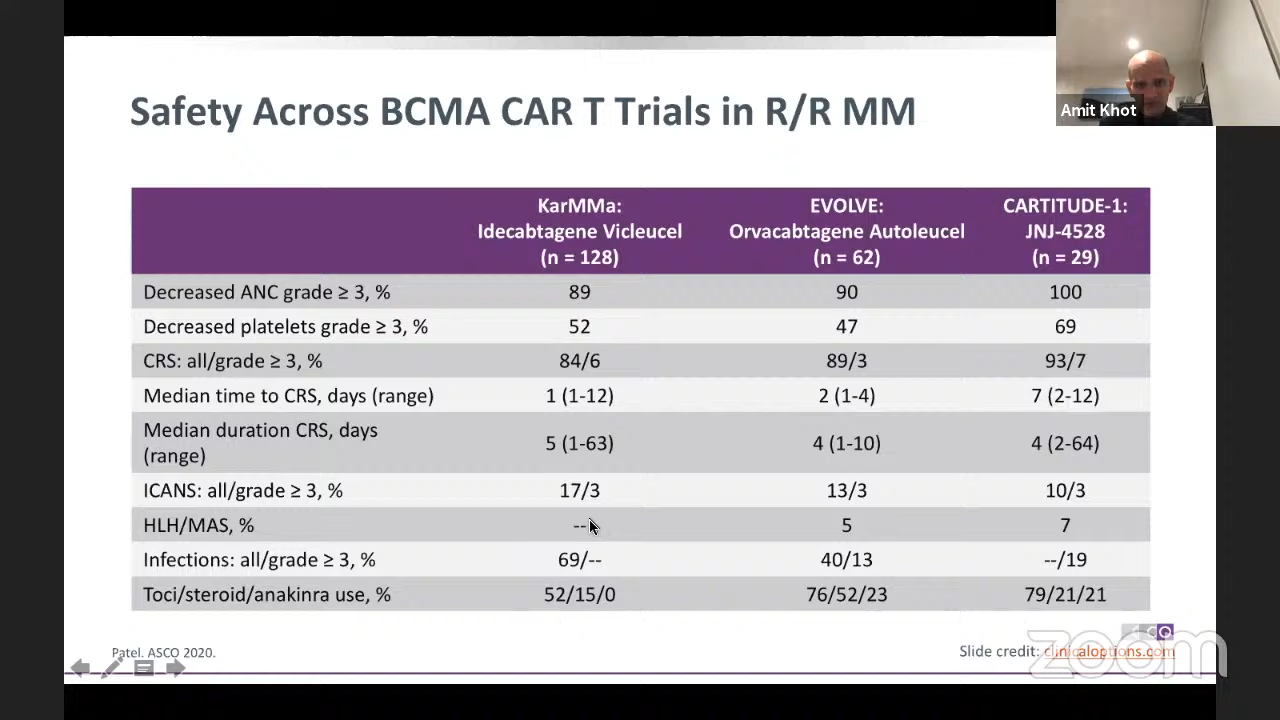 Safety Across BCMA CAR T Trials in R/R MM
Amit Khot
KarMMa: Idecabtagene Vicleucel (n = 128)
EVOLVE: Orvacabtagene Autoleucel (n = 62)
CARTITUDE-1: JNJ-4528 (n = 29)
Decreased ANC grade ≥ 3, % 89 90 100
Decreased platelets grade ≥ 3, % 52 47 69
CRS: all/grade ≥ 3, % 84/6 89/3 93/7
Median time to CRS, days (range) 1 (1-12) 2 (1-4) 7 (2-12)
Median duration CRS, days (range) 5 (1-63) 4 (1-10) 4 (2-64)
ICANS: all/grade ≥ 3, % 17/3 13/3 10/3
HLH/MAS, % -- 5 7
Infections: all/grade ≥ 3, % 69/-- 40/13 --/19
Toci/steroid/anakinra use, % 52/15/0 76/52/23 79/21/21
Patel. ASCO 2020.
Slide credit: clinicaloptions.com
zoom